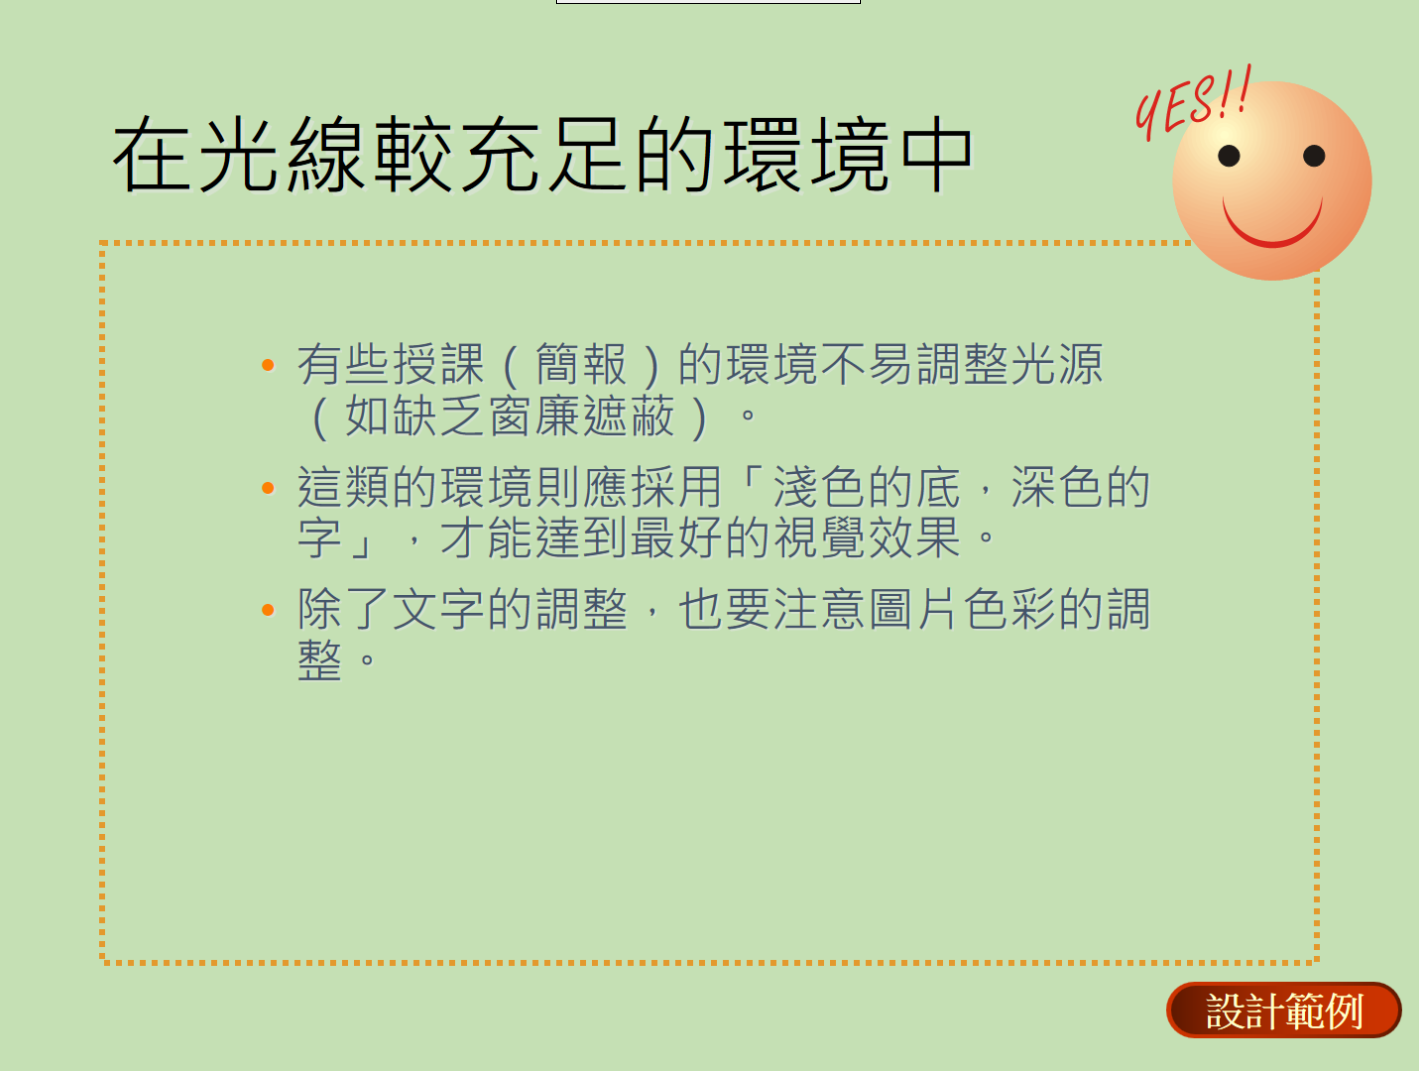 YES!!
在光線較充足的環境中
有些授課（簡報）的環境不易調整光源
（如缺乏窗廉遮蔽）。
這類的環境則應採用「淺色的底，深色的
字」，才能達到最好的視覺效果。
除了文字的調整，也要注意圖片色彩的調
整。
設計範例